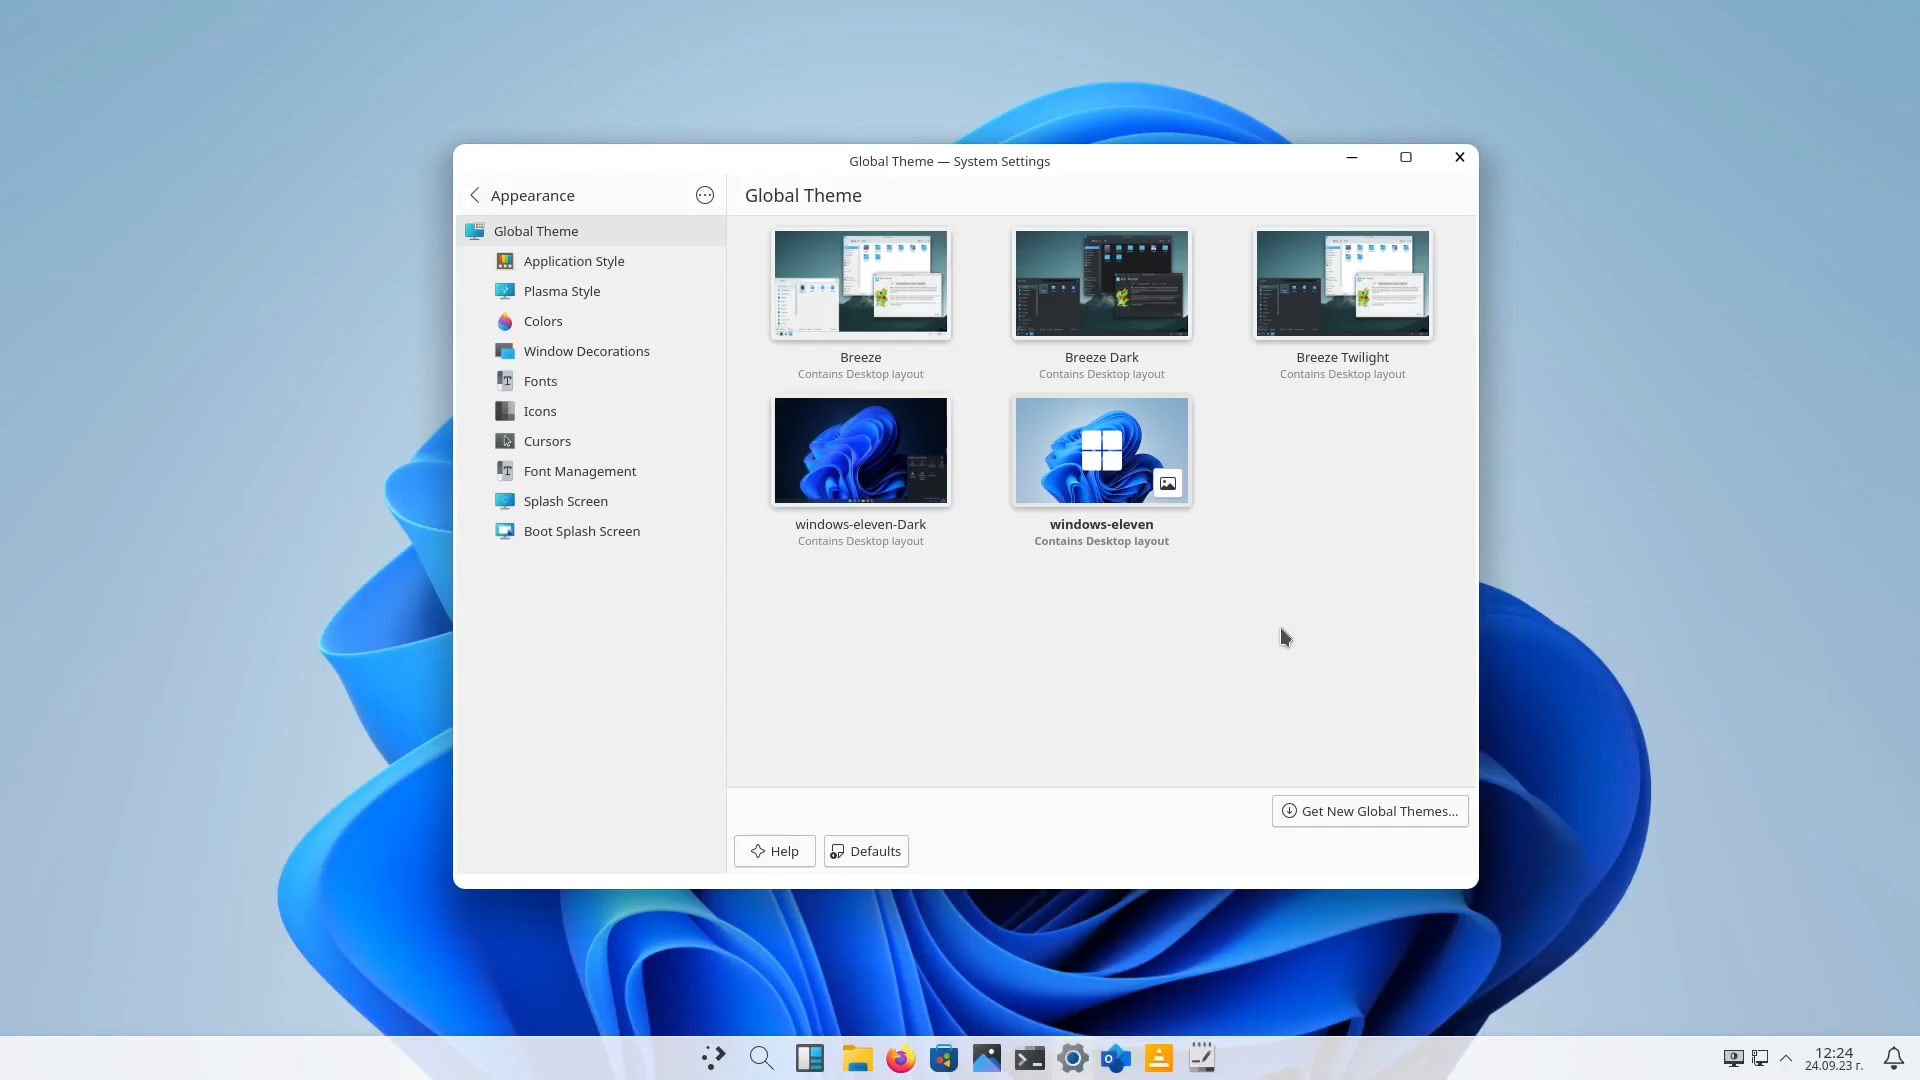 Global Theme — System Settings
Appearance
Global Theme
Global Theme
Application Style
Plasma Style
Colors
Window Decorations
Fonts
Icons
Cursors
Font Management
Splash Screen
Boot Splash Screen
Breeze
Contains Desktop layout
Breeze Dark
Contains Desktop layout
Breeze Twilight
Contains Desktop layout
windows-eleven-Dark
Contains Desktop layout
windows-eleven
Contains Desktop layout
Get New Global Themes...
Help
Defaults
12:24
24.09.23 г.